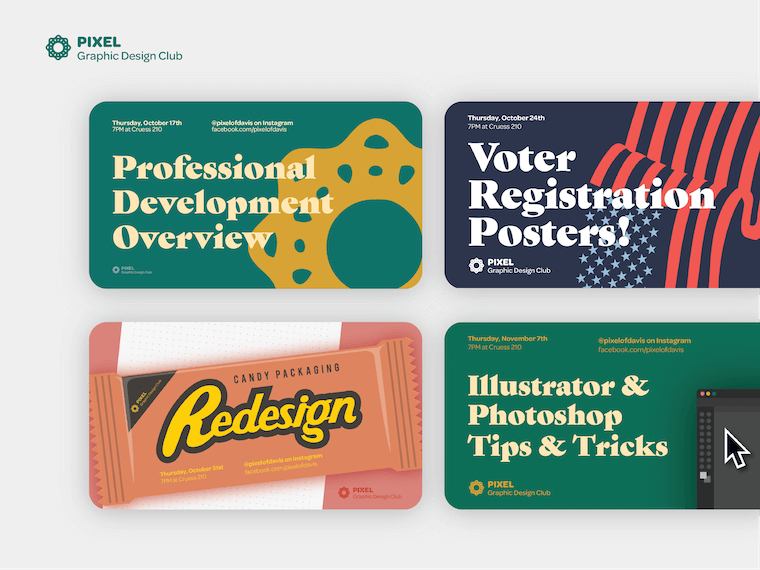 PIXEL
Graphic Design Club
Thursday, October 17th
7PM at Cruess 210
@pixelofdavis on Instagram
facebook.com/pixelofdavis
Professional
Development
Overview
PIXEL
Graphic Design Club
Thursday, October 24th
7PM at Cruess 210
Voter
Registration
Posters!
PIXEL
Graphic Design Club
PIXEL
Graphic Design Club
CANDY PACKAGING
Redesign
Thursday, October 31st
7PM at Cruess 210
@pixelofdavis on Instagram
facebook.com/pixelofdavis
PIXEL
Graphic Design Club
Thursday, November 7th
7PM at Cruess 210
@pixelofdavis on Instagram
facebook.com/pixelofdavis
Illustrator &
Photoshop
Tips & Tricks
PIXEL
Graphic Design Club